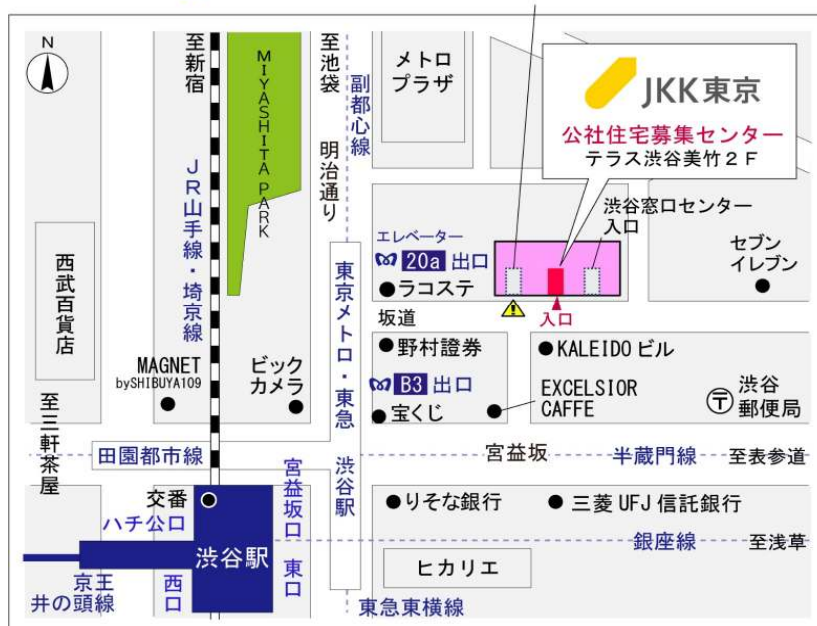 N
至新宿
MIYASHITA PARK
至池袋
副都心線
明治通り
メトロ
プラザ
JKK東京
公社住宅募集センター
テラス渋谷美竹2F
JR山手線・埼京線
西武百貨店
エレベーター
20a 出口
ラコステ
渋谷窓口センター
入口
セブン
イレブン
入口
坂道
東京メトロ・東急 渋谷駅
野村證券
KALEIDO ビル
MAGNET
bySHIBUYA109
ビック
カメラ
B3 出口
宝くじ
EXCELSIOR
CAFFE
渋谷
郵便局
至三軒茶屋
田園都市線
宮益坂
半蔵門線
至表参道
交番
ハチ公口
宮益坂口
りそな銀行
三菱UFJ信託銀行
渋谷駅
銀座線
至浅草
京王
井の頭線
西口
東口
ヒカリエ
東急東横線